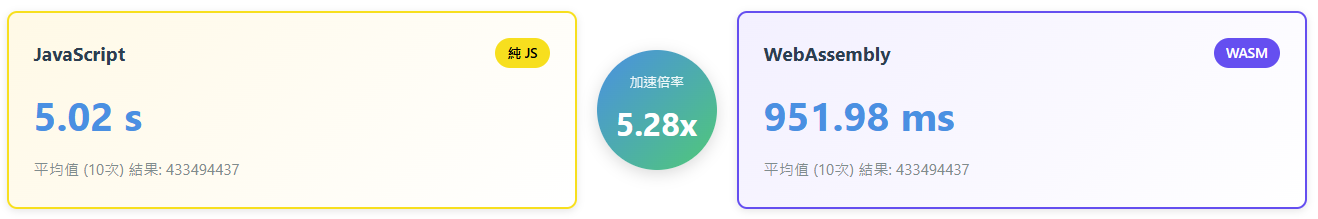 JavaScript
純 JS
5.02 s
平均值 (10次) 結果: 433494437
加速倍率
5.28x
WebAssembly
WASM
951.98 ms
平均值 (10次) 結果: 433494437